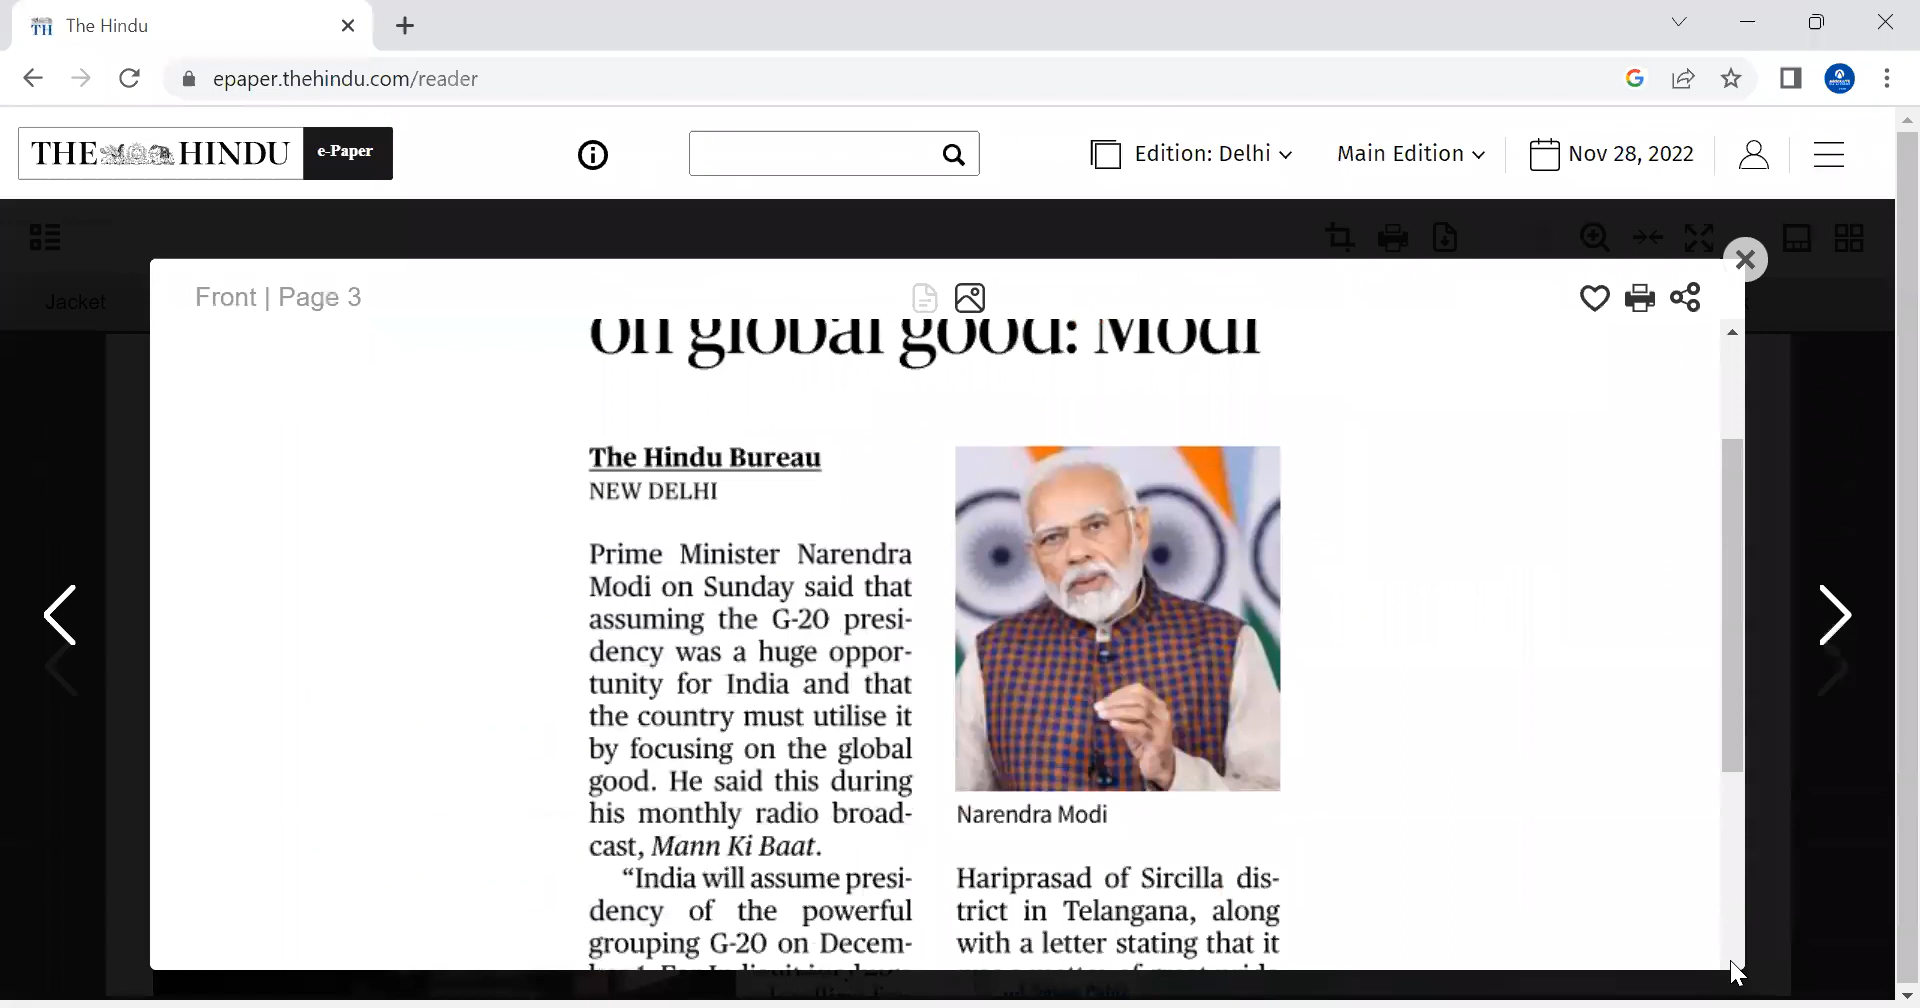 The Hindu
epaper.thehindu.com/reader
THE HINDU e-Paper
Edition: Delhi
Main Edition
Nov 28, 2022
Jacket
Front | Page 3
on global good: Modi
The Hindu Bureau
NEW DELHI
Prime Minister Narendra
Modi on Sunday said that
assuming the G-20 presi-
dency was a huge oppor-
tunity for India and that
the country must utilise it
by focusing on the global
good. He said this during
his monthly radio broad-
cast, Mann Ki Baat.
“India will assume presi-
dency of the powerful
grouping G-20 on Decem-
Narendra Modi
Hariprasad of Sircilla dis-
trict in Telangana, along
with a letter stating that it